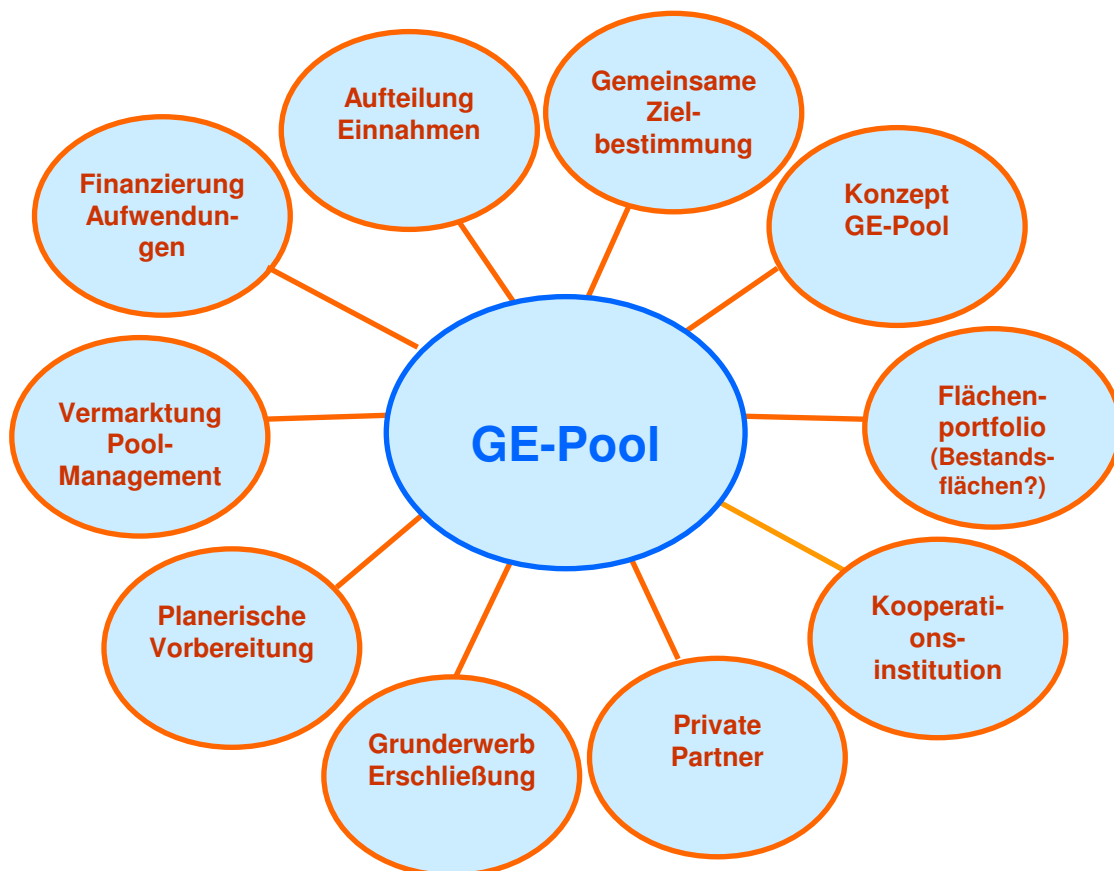 Gemeinsame
Ziel-
bestimmung
Aufteilung
Einnahmen
Konzept
GE-Pool
Finanzierung
Aufwendun-
gen
Flächen-
portfolio
(Bestands-
flächen?)
Vermarktung
Pool-
Management
GE-Pool
Kooperati-
ons-
institution
Planerische
Vorbereitung
Private
Partner
Grunderwerb
Erschließung